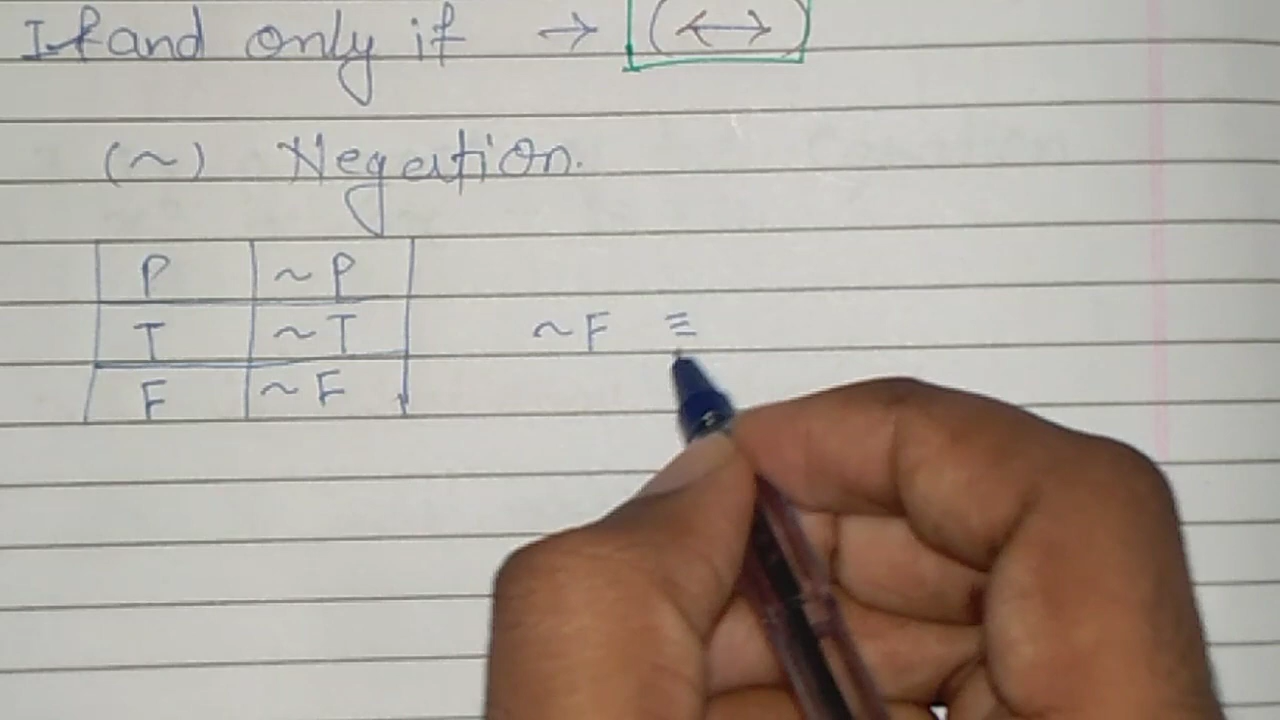 If and only if → (↔)
(~) Negation.
P ~P
T ~T ~F ≡
F ~F